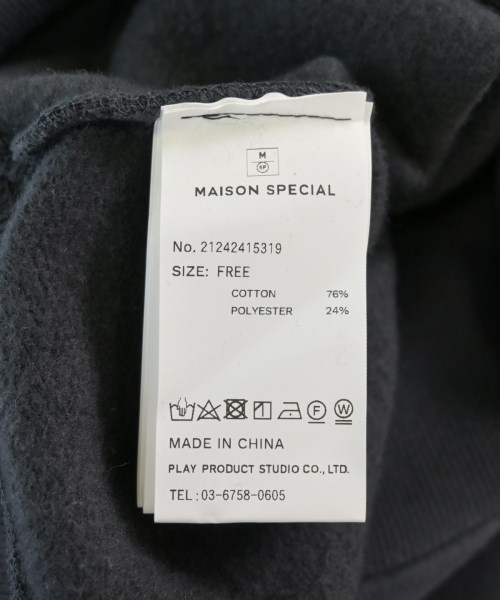 M
SP
MAISON SPECIAL
No. 21242415319
SIZE: FREE
COTTON 76%
POLYESTER 24%
F W
MADE IN CHINA
PLAY PRODUCT STUDIO CO., LTD.
TEL: 03-6758-0605